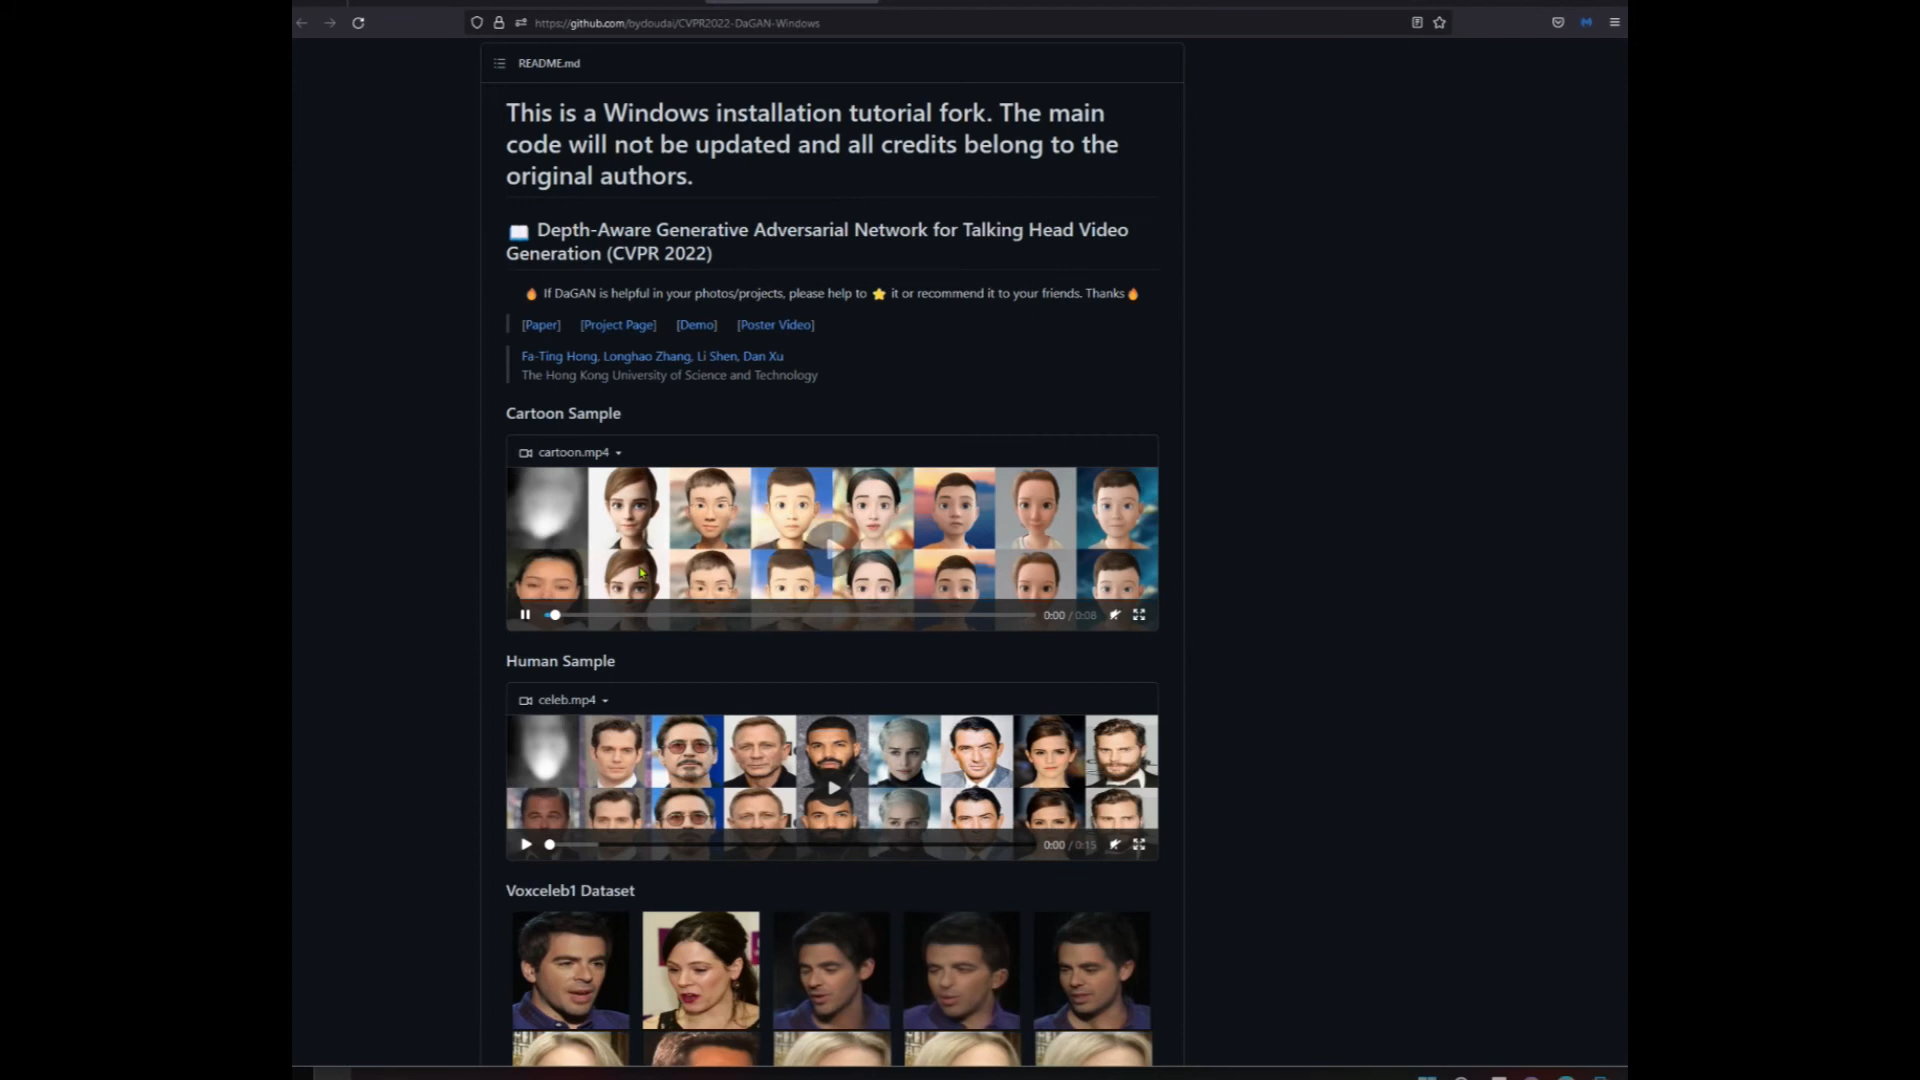 https://github.com/bydoudai/CVPR2022-DaGAN-Windows
README.md
This is a Windows installation tutorial fork. The main
code will not be updated and all credits belong to the
original authors.
📖 Depth-Aware Generative Adversarial Network for Talking Head Video
Generation (CVPR 2022)
🔥 If DaGAN is helpful in your photos/projects, please help to ⭐ it or recommend it to your friends. Thanks🔥
[Paper] [Project Page] [Demo] [Poster Video]
Fa-Ting Hong, Longhao Zhang, Li Shen, Dan Xu
The Hong Kong University of Science and Technology
Cartoon Sample
cartoon.mp4
0:00 / 0:08
Human Sample
celeb.mp4
0:00 / 0:15
Voxceleb1 Dataset